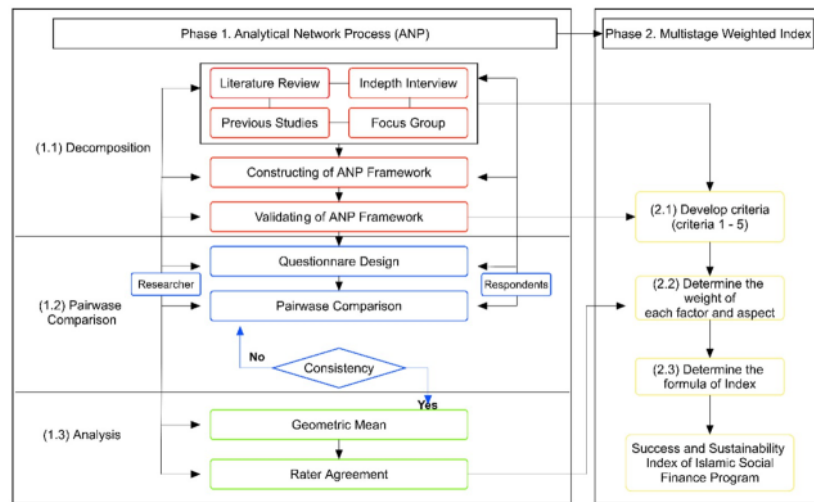 Phase 1. Analytical Network Process (ANP)
Phase 2. Multistage Weighted Index
Literature Review
Indepth Interview
Previous Studies
Focus Group
(1.1) Decomposition
Constructing of ANP Framework
Validating of ANP Framework
(2.1) Develop criteria
(criteria 1 - 5)
Questionnare Design
Researcher
Respondents
(1.2) Pairwase
Comparison
Pairwase Comparison
(2.2) Determine the
weight of
each factor and aspect
No
Consistency
Yes
(2.3) Determine the
formula of Index
(1.3) Analysis
Geometric Mean
Rater Agreement
Success and Sustainability
Index of Islamic Social
Finance Program